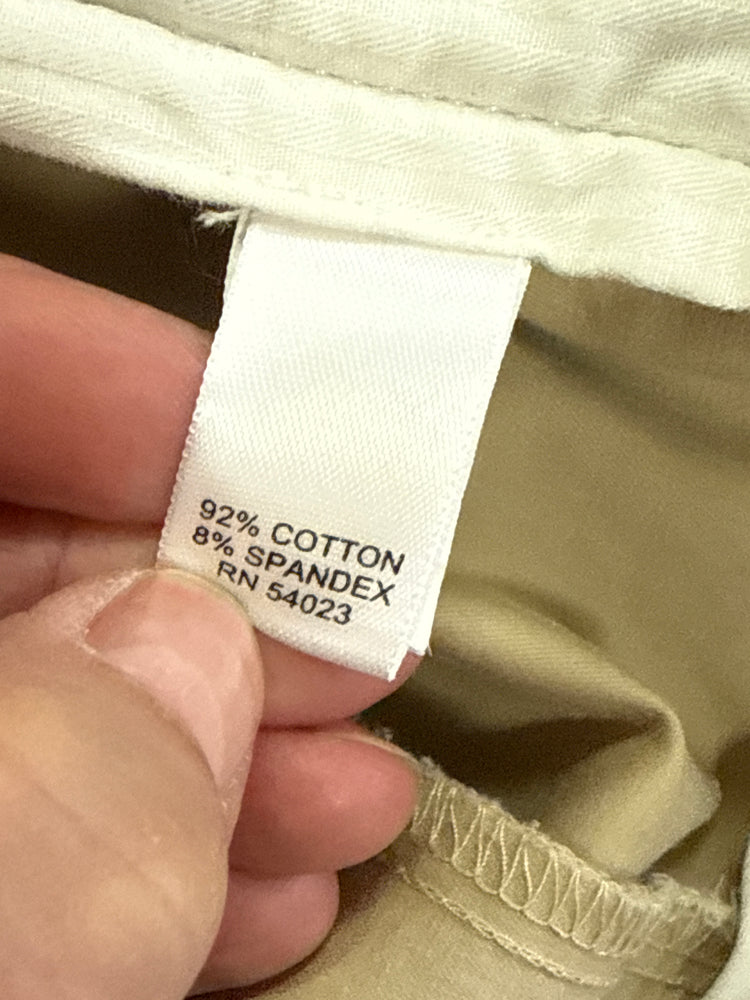 92% COTTON
8% SPANDEX
RN 54023